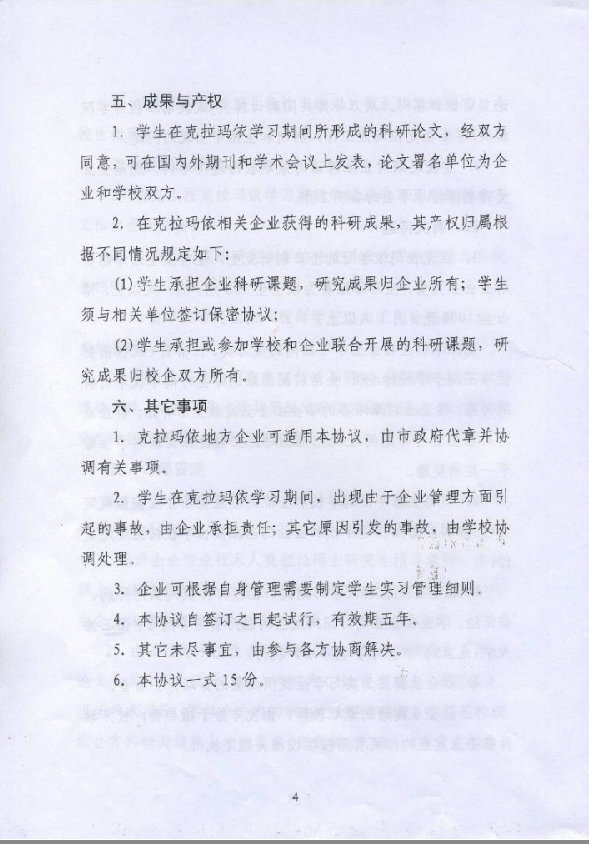 五、成果与产权
1. 学生在克拉玛依学习期间所形成的科研论文，经双方
同意，可在国内外期刊和学术会议上发表，论文署名单位为企
业和学校双方。
2. 在克拉玛依相关企业获得的科研成果，其产权归属根
据不同情况规定如下：
(1)学生承担企业科研课题，研究成果归企业所有；学生
须与相关单位签订保密协议；
(2)学生承担或参加学校和企业联合开展的科研课题，研
究成果归校企双方所有。
六、其它事项
1. 克拉玛依地方企业可适用本协议，由市政府代章并协
调有关事项。
2. 学生在克拉玛依学习期间，出现由于企业管理方面引
起的事故，由企业承担责任；其它原因引发的事故，由学校协
调处理。
3. 企业可根据自身管理需要制定学生实习管理细则。
4. 本协议自签订之日起试行，有效期五年。
5. 其它未尽事宜，由参与各方协商解决。
6. 本协议一式 15 份。
4